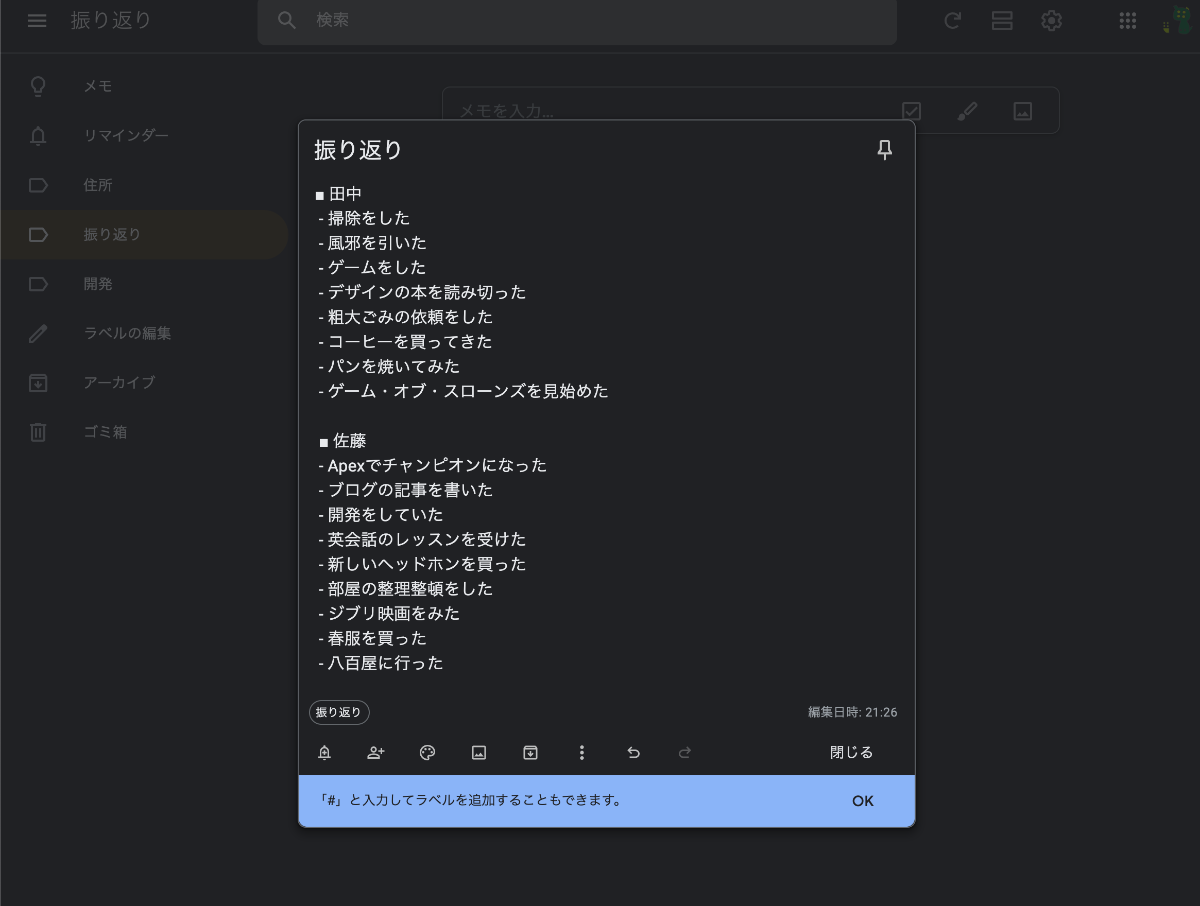 振り返り
検索
メモ
リマインダー
住所
振り返り
開発
ラベルの編集
アーカイブ
ゴミ箱
メモを入力...
振り返り
■ 田中
- 掃除をした
- 風邪を引いた
- ゲームをした
- デザインの本を読み切った
- 粗大ごみの依頼をした
- コーヒーを買ってきた
- パンを焼いてみた
- ゲーム・オブ・スローンズを見始めた
■ 佐藤
- Apexでチャンピオンになった
- ブログの記事を書いた
- 開発をしていた
- 英会話のレッスンを受けた
- 新しいヘッドホンを買った
- 部屋の整理整頓をした
- ジブリ映画をみた
- 春服を買った
- 八百屋に行った
振り返り
編集日時: 21:26
閉じる
「#」と入力してラベルを追加することもできます。
OK